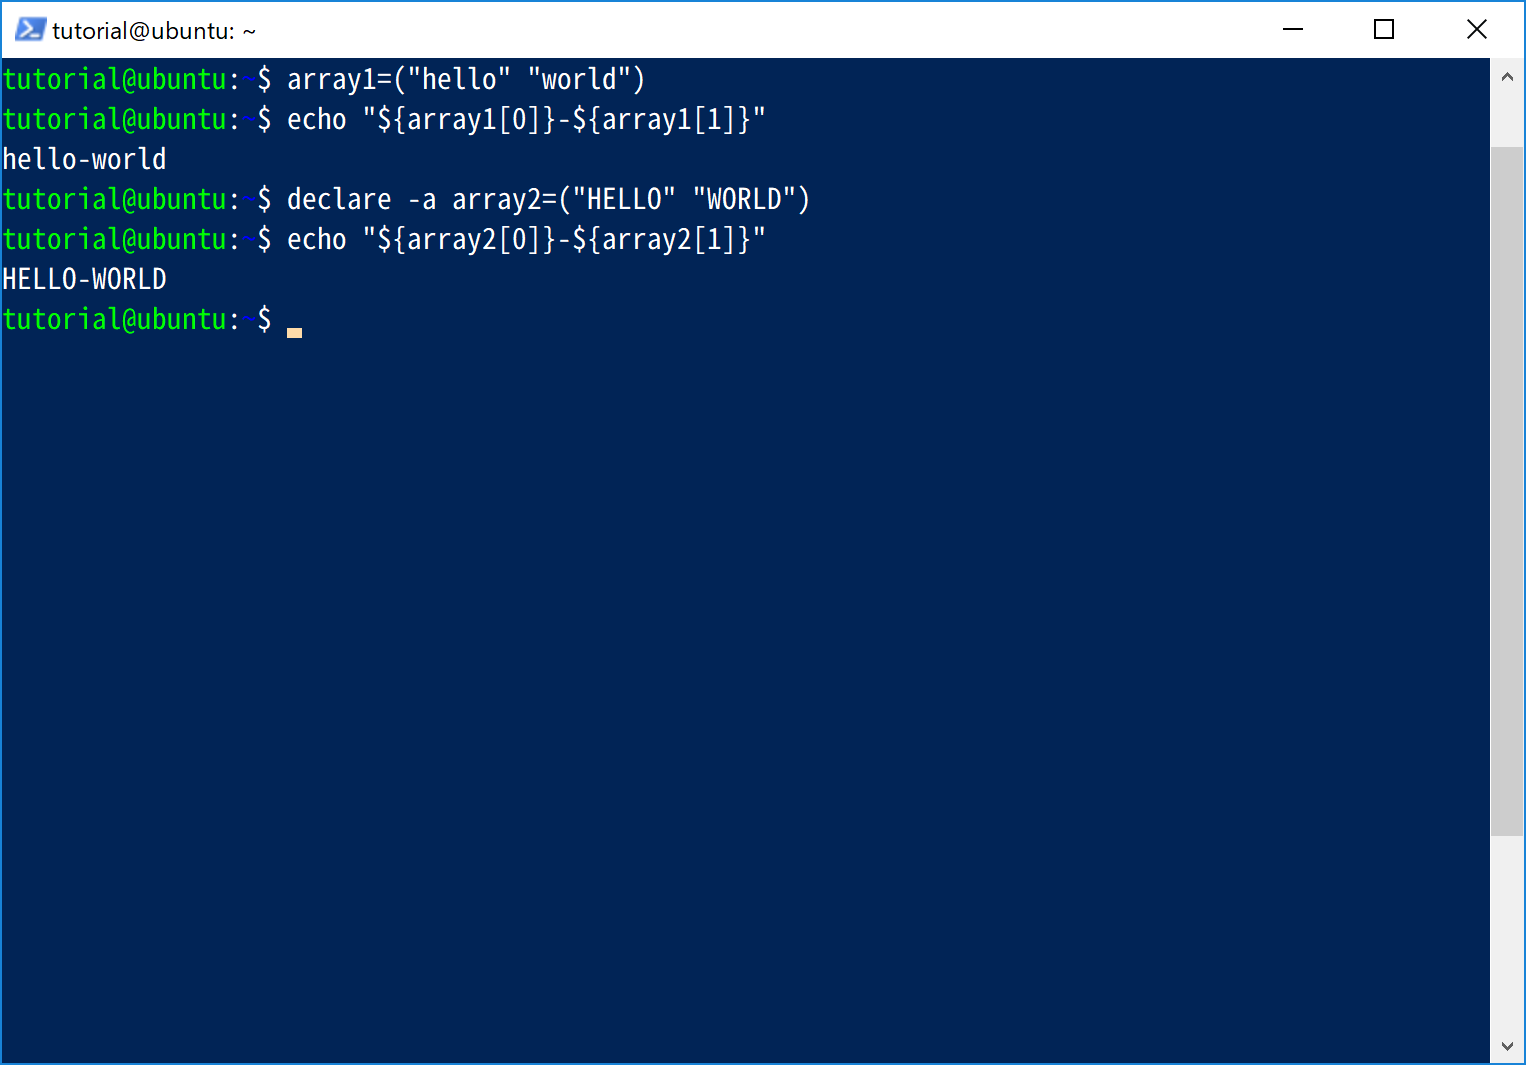 tutorial@ubuntu: ~
tutorial@ubuntu:~$ array1=("hello" "world")
tutorial@ubuntu:~$ echo "${array1[0]}-${array1[1]}"
hello-world
tutorial@ubuntu:~$ declare -a array2=("HELLO" "WORLD")
tutorial@ubuntu:~$ echo "${array2[0]}-${array2[1]}"
HELLO-WORLD
tutorial@ubuntu:~$